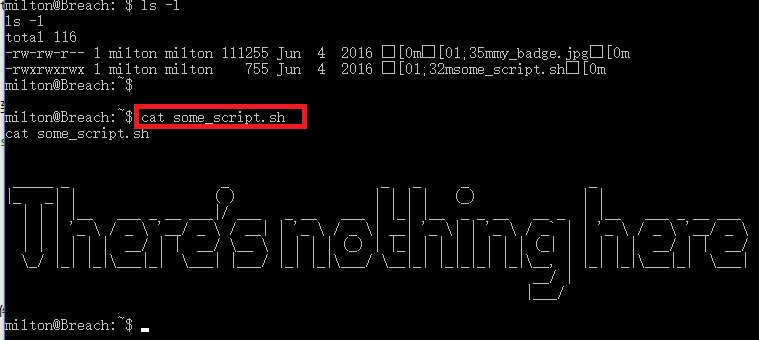 milton@Breach:~$ ls -l
ls -l
total 116
-rw-rw-r-- 1 milton milton 111255 Jun  4  2016 □[0m□[01;35mmy_badge.jpg□[0m
-rwxrwxrwx 1 milton milton    755 Jun  4  2016 □[01;32msome_script.sh□[0m
milton@Breach:~$
milton@Breach:~$ cat some_script.sh
cat some_script.sh
There's nothing here
milton@Breach:~$